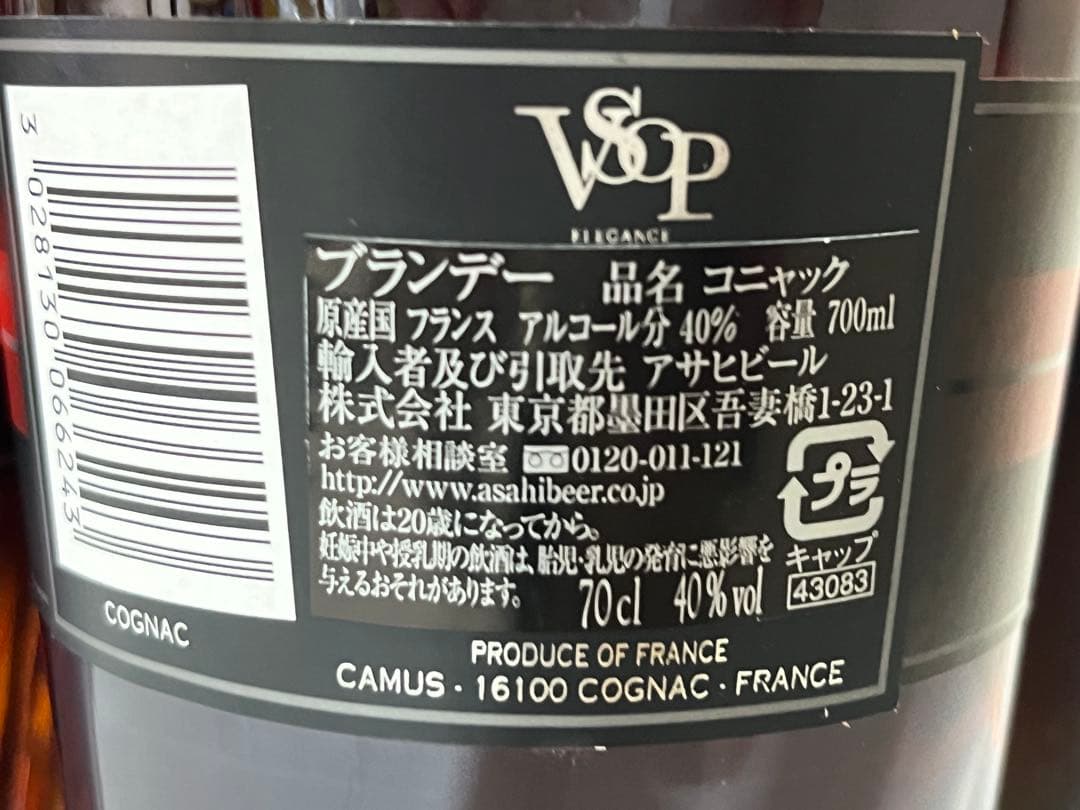 VSOP
ELEGANCE
ブランデー 品名 コニャック
原産国 フランス アルコール分 40% 容量 700ml
輸入者及び引取先 アサヒビール
株式会社 東京都墨田区吾妻橋1-23-1
お客様相談室 0120-011-121
http://www.asahibeer.co.jp
飲酒は20歳になってから。
妊娠中や授乳期の飲酒は、胎児・乳児の発育に悪影響を
与えるおそれがあります。
70cl 40%vol
プラ
キャップ
43083
3 028130 066243
COGNAC
PRODUCE OF FRANCE
CAMUS · 16100 COGNAC · FRANCE